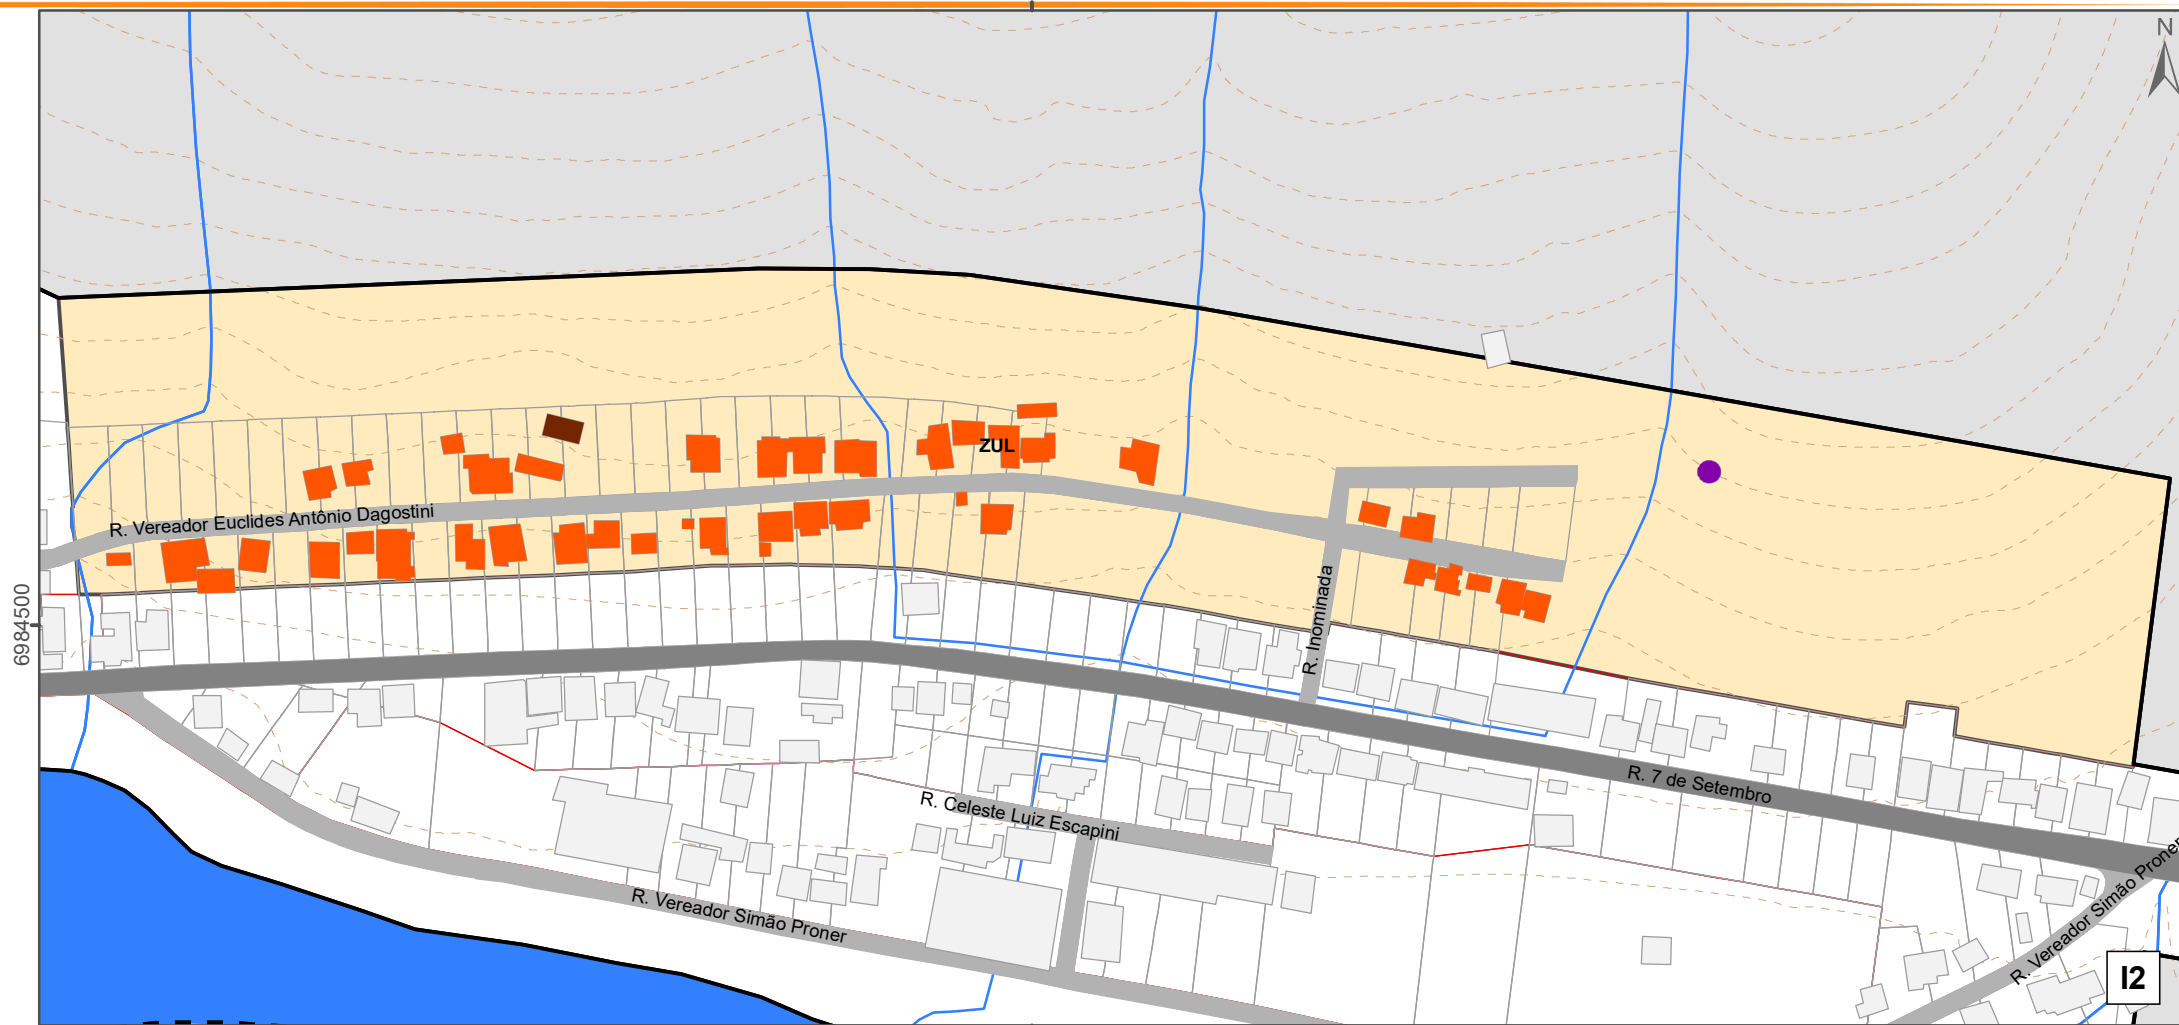 N
ZUL
R. Vereador Euclides Antônio Dagostini
6984500
R. Inominada
R. 7 de Setembro
R. Celeste Luiz Escapini
R. Vereador Simão Proner
R. Vereador Simão Proner
I2